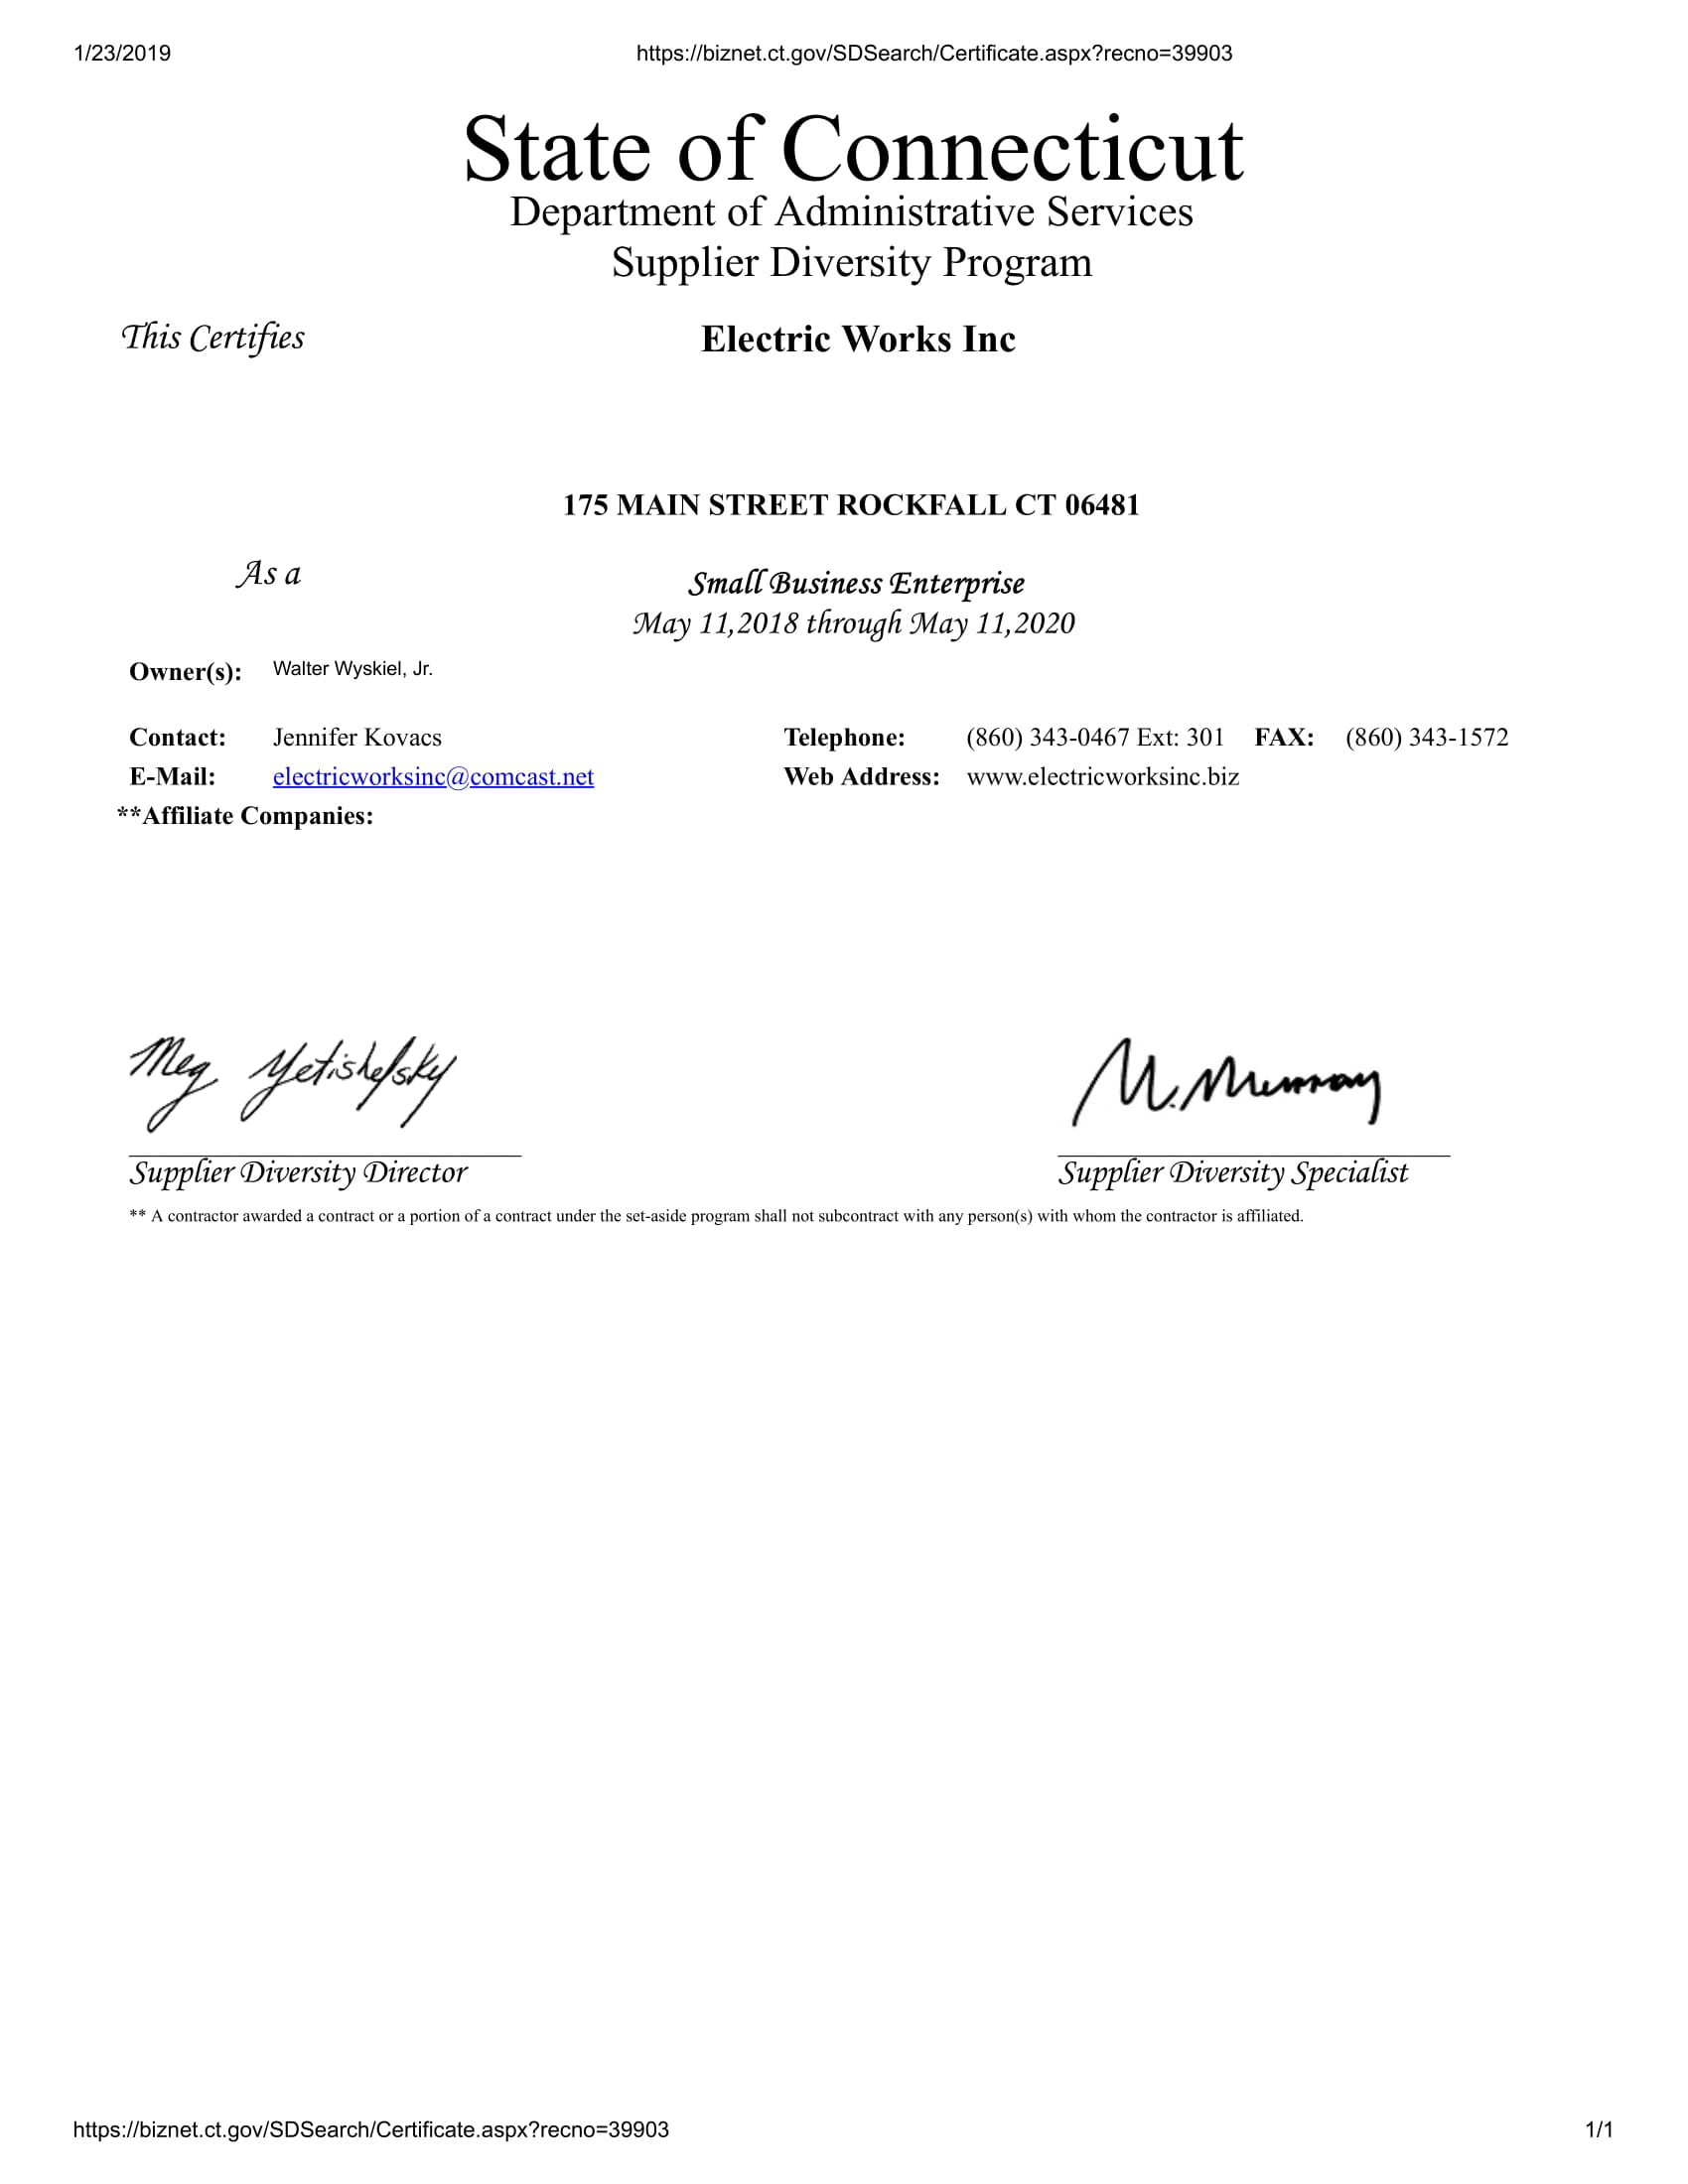 1/23/2019 https://biznet.ct.gov/SDSearch/Certificate.aspx?recno=39903
State of Connecticut
Department of Administrative Services
Supplier Diversity Program
This Certifies Electric Works Inc
175 MAIN STREET ROCKFALL CT 06481
As a Small Business Enterprise
May 11,2018 through May 11,2020
Owner(s): Walter Wyskiel, Jr.
Contact: Jennifer Kovacs Telephone: (860) 343-0467 Ext: 301 FAX: (860) 343-1572
E-Mail: electricworksinc@comcast.net Web Address: www.electricworksinc.biz
**Affiliate Companies:
Meg Yetishefsky M. Murray
Supplier Diversity Director Supplier Diversity Specialist
** A contractor awarded a contract or a portion of a contract under the set-aside program shall not subcontract with any person(s) with whom the contractor is affiliated.
https://biznet.ct.gov/SDSearch/Certificate.aspx?recno=39903 1/1